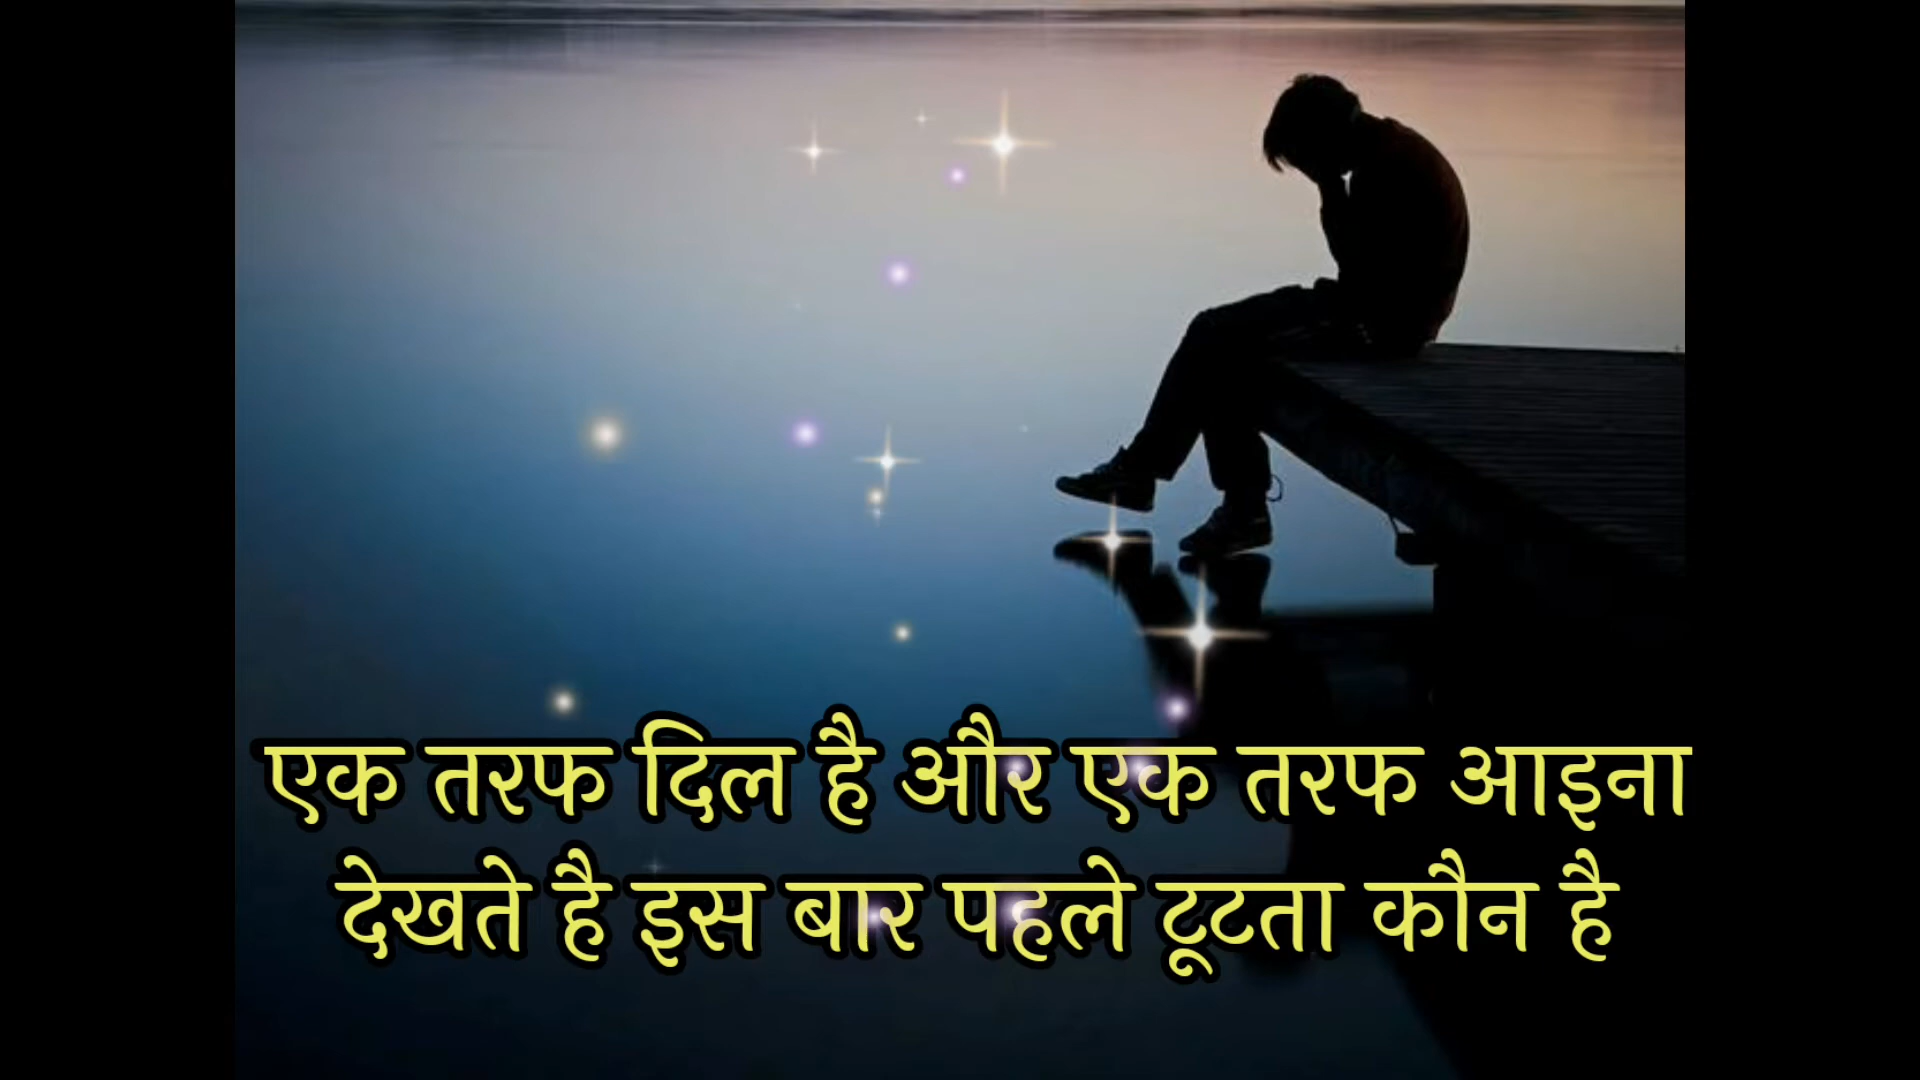 एक तरफ दिल है और एक तरफ आइना
देखते है इस बार पहले टूटता कौन है